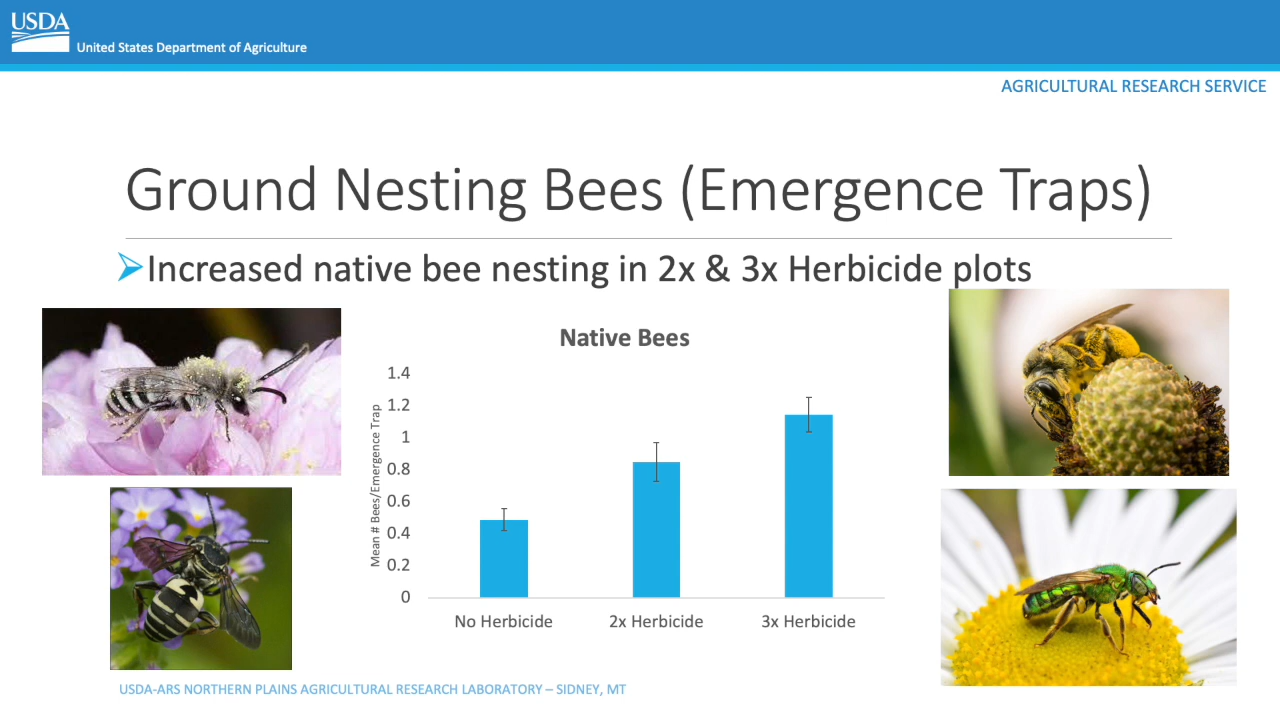 USDA
United States Department of Agriculture
AGRICULTURAL RESEARCH SERVICE
Ground Nesting Bees (Emergence Traps)
Increased native bee nesting in 2x & 3x Herbicide plots
Native Bees
Mean # Bees/Emergence Trap
1.4
1.2
1
0.8
0.6
0.4
0.2
0
No Herbicide 2x Herbicide 3x Herbicide
USDA-ARS NORTHERN PLAINS AGRICULTURAL RESEARCH LABORATORY – SIDNEY, MT